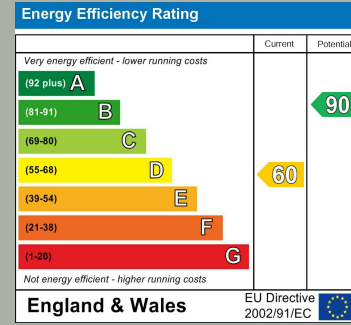 Energy Efficiency Rating
Current Potential
Very energy efficient - lower running costs
(92 plus) A
(81-91) B
90
(69-80) C
(55-68) D
60
(39-54) E
(21-38) F
(1-20) G
Not energy efficient - higher running costs
England & Wales
EU Directive
2002/91/EC